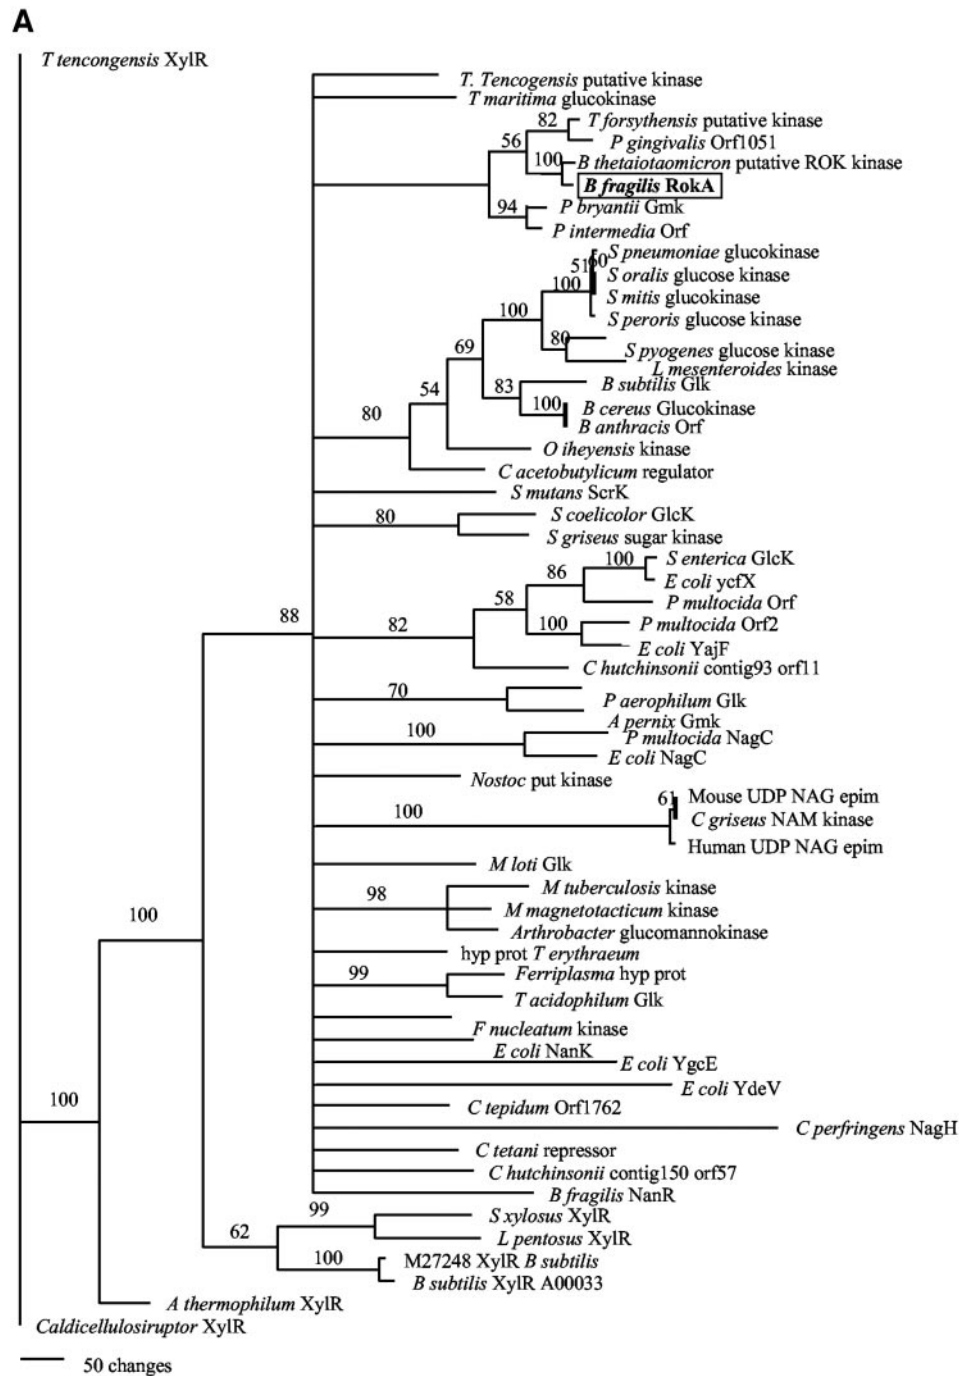 A
T tencongensis XylR
T. Tencogensis putative kinase
T maritima glucokinase
82
T forsythensis putative kinase
56
P gingivalis Orf1051
100
B thetaiotaomicron putative ROK kinase
B fragilis RokA
94
P bryantii Gmk
P intermedia Orf
S pneumoniae glucokinase
51
60
S oralis glucose kinase
100
S mitis glucokinase
100
S peroris glucose kinase
80
69
S pyogenes glucose kinase
L mesenteroides kinase
54
83
B subtilis Glk
100
B cereus Glucokinase
80
B anthracis Orf
O iheyensis kinase
C acetobutylicum regulator
S mutans ScrK
80
S coelicolor GlcK
S griseus sugar kinase
100
S enterica GlcK
86
E coli ycfX
58
P multocida Orf
88
82
100
P multocida Orf2
E coli YajF
C hutchinsonii contig93 orf11
70
P aerophilum Glk
A pernix Gmk
100
P multocida NagC
E coli NagC
Nostoc put kinase
61
Mouse UDP NAG epim
100
C griseus NAM kinase
Human UDP NAG epim
M loti Glk
98
M tuberculosis kinase
100
M magnetotacticum kinase
Arthrobacter glucomannokinase
hyp prot T erythraeum
99
Ferriplasma hyp prot
T acidophilum Glk
F nucleatum kinase
E coli NanK
E coli YgcE
E coli YdeV
100
C tepidum Orf1762
C perfringens NagH
C tetani repressor
C hutchinsonii contig150 orf57
B fragilis NanR
99
S xylosus XylR
62
L pentosus XylR
100
M27248 XylR B subtilis
B subtilis XylR A00033
A thermophilum XylR
Caldicellulosiruptor XylR
50 changes